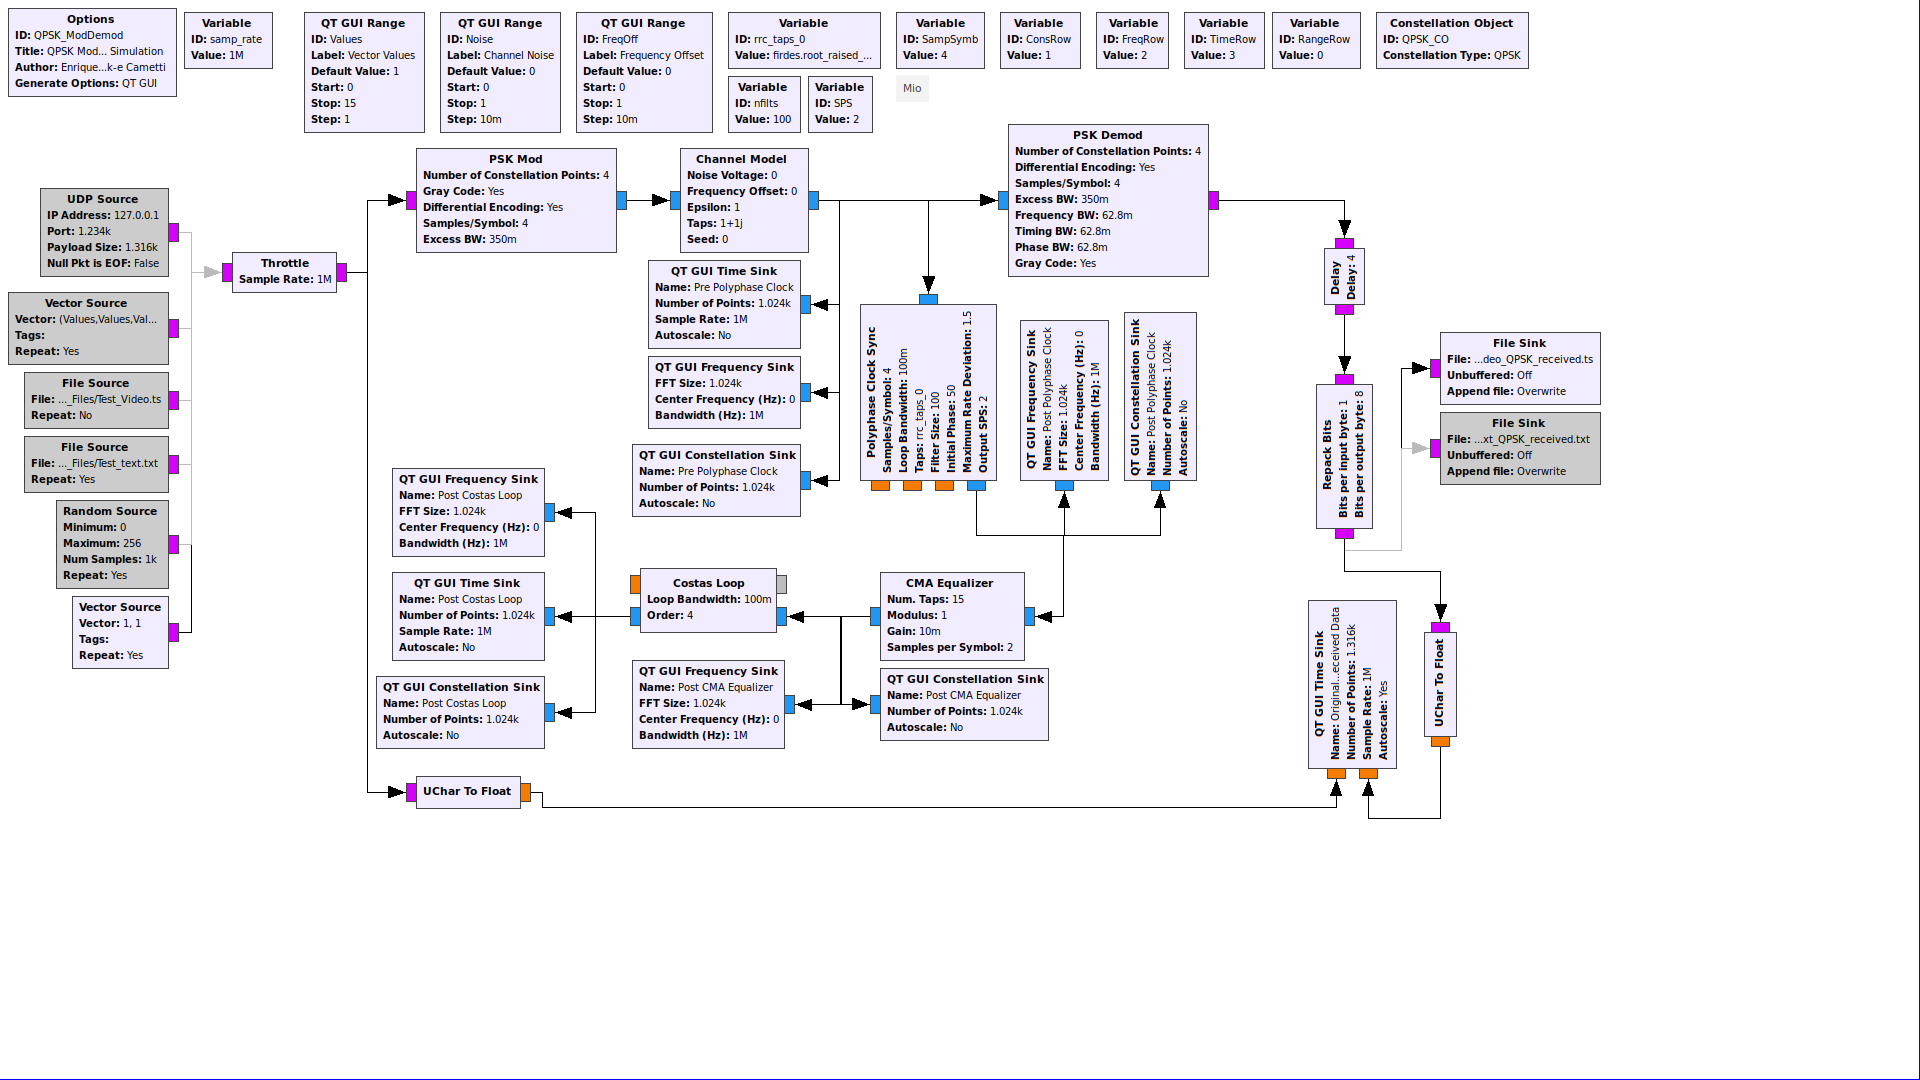 Options
ID: QPSK_ModDemod
Title: QPSK Mod... Simulation
Author: Enrique...k-e Cametti
Generate Options: QT GUI
Variable
ID: samp_rate
Value: 1M
QT GUI Range
ID: Values
Label: Vector Values
Default Value: 1
Start: 0
Stop: 15
Step: 1
QT GUI Range
ID: Noise
Label: Channel Noise
Default Value: 0
Start: 0
Stop: 1
Step: 10m
QT GUI Range
ID: FreqOff
Label: Frequency Offset
Default Value: 0
Start: 0
Stop: 1
Step: 10m
Variable
ID: rrc_taps_0
Value: firdes.root_raised_...
Variable
ID: nfilts
Value: 100
Variable
ID: SPS
Value: 2
Variable
ID: SampSymb
Value: 4
Mio
Variable
ID: ConsRow
Value: 1
Variable
ID: FreqRow
Value: 2
Variable
ID: TimeRow
Value: 3
Variable
ID: RangeRow
Value: 0
Constellation Object
ID: QPSK_CO
Constellation Type: QPSK
UDP Source
IP Address: 127.0.0.1
Port: 1.234k
Payload Size: 1.316k
Null Pkt is EOF: False
Vector Source
Vector: (Values,Values,Val...
Tags:
Repeat: Yes
File Source
File: ..._Files/Test_Video.ts
Repeat: No
File Source
File: ..._Files/Test_text.txt
Repeat: Yes
Random Source
Minimum: 0
Maximum: 256
Num Samples: 1k
Repeat: Yes
Vector Source
Vector: 1, 1
Tags:
Repeat: Yes
Throttle
Sample Rate: 1M
PSK Mod
Number of Constellation Points: 4
Gray Code: Yes
Differential Encoding: Yes
Samples/Symbol: 4
Excess BW: 350m
Channel Model
Noise Voltage: 0
Frequency Offset: 0
Epsilon: 1
Taps: 1+1j
Seed: 0
PSK Demod
Number of Constellation Points: 4
Differential Encoding: Yes
Samples/Symbol: 4
Excess BW: 350m
Frequency BW: 62.8m
Timing BW: 62.8m
Phase BW: 62.8m
Gray Code: Yes
QT GUI Time Sink
Name: Pre Polyphase Clock
Number of Points: 1.024k
Sample Rate: 1M
Autoscale: No
QT GUI Frequency Sink
FFT Size: 1.024k
Center Frequency (Hz): 0
Bandwidth (Hz): 1M
QT GUI Constellation Sink
Name: Pre Polyphase Clock
Number of Points: 1.024k
Autoscale: No
Polyphase Clock Sync
Samples/Symbol: 4
Loop Bandwidth: 100m
Taps: rrc_taps_0
Filter Size: 100
Initial Phase: 50
Maximum Rate Deviation: 1.5
Output SPS: 2
QT GUI Frequency Sink
Name: Post Polyphase Clock
FFT Size: 1.024k
Center Frequency (Hz): 0
Bandwidth (Hz): 1M
QT GUI Constellation Sink
Name: Post Polyphase Clock
Number of Points: 1.024k
Autoscale: No
Delay
Delay: 4
Repack Bits
Bits per input byte: 1
Bits per output byte: 8
File Sink
File: ...deo_QPSK_received.ts
Unbuffered: Off
Append file: Overwrite
File Sink
File: ...xt_QPSK_received.txt
Unbuffered: Off
Append file: Overwrite
QT GUI Frequency Sink
Name: Post Costas Loop
FFT Size: 1.024k
Center Frequency (Hz): 0
Bandwidth (Hz): 1M
QT GUI Time Sink
Name: Post Costas Loop
Number of Points: 1.024k
Sample Rate: 1M
Autoscale: No
QT GUI Constellation Sink
Name: Post Costas Loop
Number of Points: 1.024k
Autoscale: No
Costas Loop
Loop Bandwidth: 100m
Order: 4
QT GUI Frequency Sink
Name: Post CMA Equalizer
FFT Size: 1.024k
Center Frequency (Hz): 0
Bandwidth (Hz): 1M
CMA Equalizer
Num. Taps: 15
Modulus: 1
Gain: 10m
Samples per Symbol: 2
QT GUI Constellation Sink
Name: Post CMA Equalizer
Number of Points: 1.024k
Autoscale: No
UChar To Float
QT GUI Time Sink
Name: Original...eceived Data
Number of Points: 1.316k
Sample Rate: 1M
Autoscale: Yes
UChar To Float